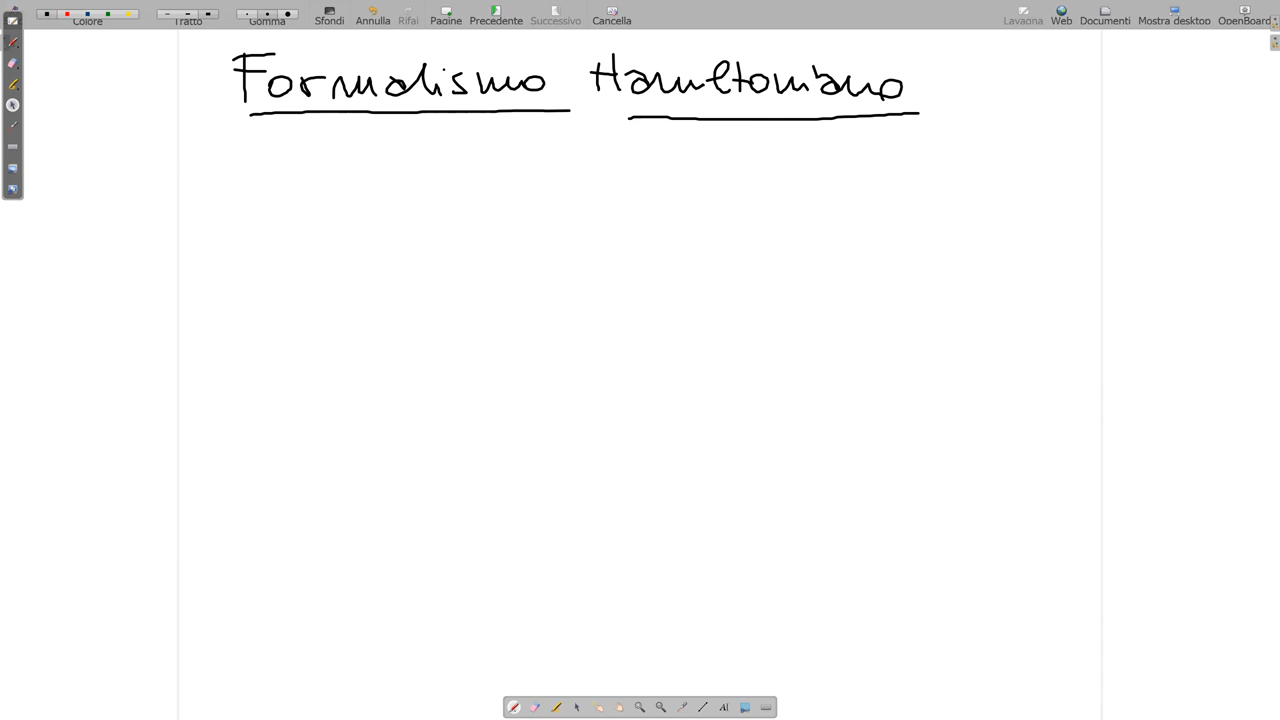 Colore Tratto Gomma Sfondi Annulla Rifai Pagine Precedente Successivo Cancella Lavagna Web Documenti Mostra desktop OpenBoard
Formalismo Hamiltoniano